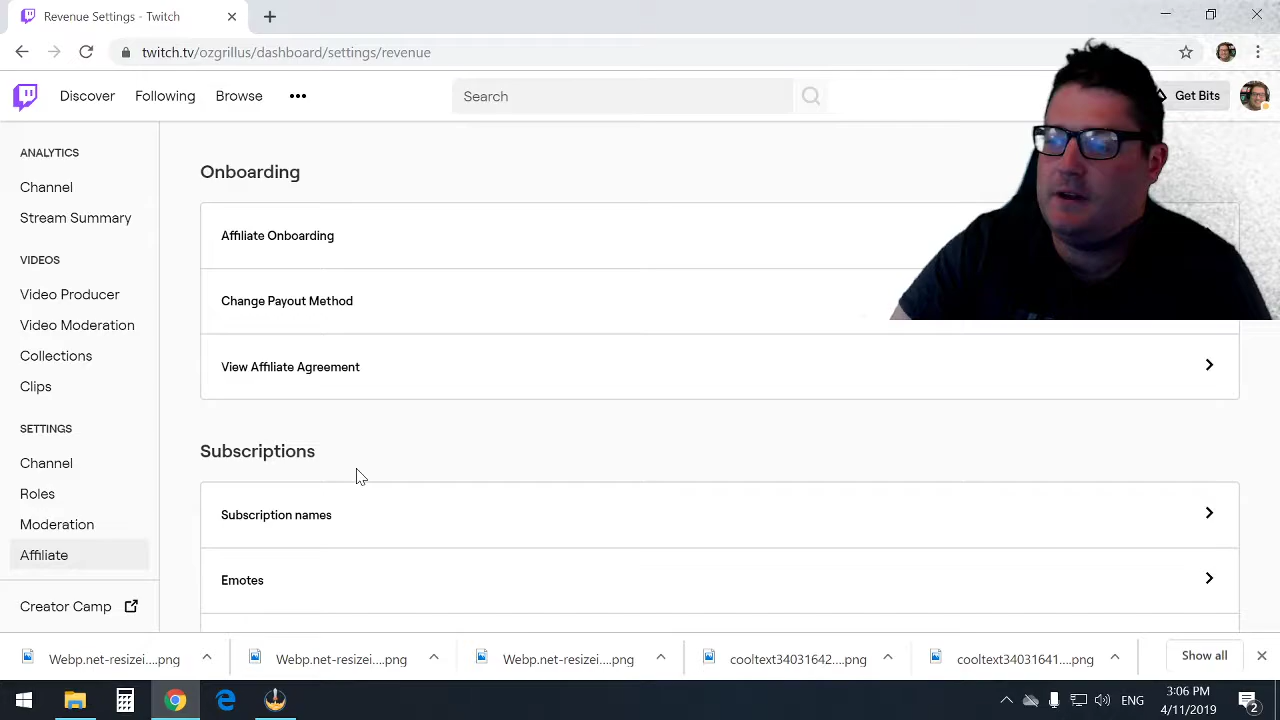 Revenue Settings - Twitch
twitch.tv/ozgrillus/dashboard/settings/revenue
Discover
Following
Browse
Search
Get Bits
ANALYTICS
Channel
Stream Summary
VIDEOS
Video Producer
Video Moderation
Collections
Clips
SETTINGS
Channel
Roles
Moderation
Affiliate
Creator Camp
Onboarding
Affiliate Onboarding
Change Payout Method
View Affiliate Agreement
Subscriptions
Subscription names
Emotes
Webp.net-resizei....png
Webp.net-resizei....png
Webp.net-resizei....png
cooltext34031642....png
cooltext34031641....png
Show all
ENG
3:06 PM
4/11/2019
2